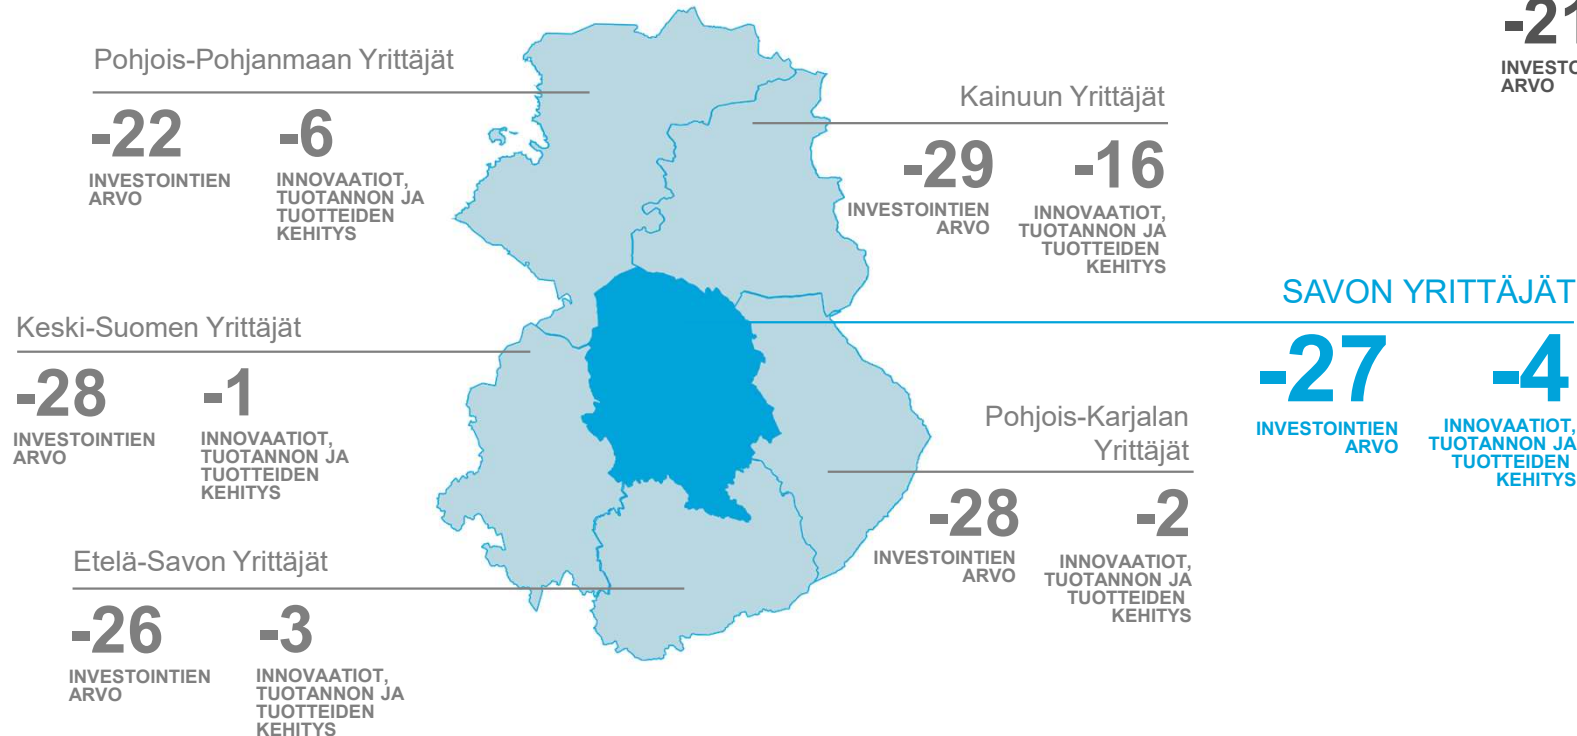 -21
ARVO
Pohjois-Pohjanmaan Yrittäjät
-22
INVESTOINTIEN
ARVO
-6
INNOVAATIOT,
TUOTANNON JA
TUOTTEIDEN
KEHITYS
Kainuun Yrittäjät
-29
INVESTOINTIEN
ARVO
-16
INNOVAATIOT,
TUOTANNON JA
TUOTTEIDEN
KEHITYS
SAVON YRITTÄJÄT
-27
INVESTOINTIEN
ARVO
-4
INNOVAATIOT,
TUOTANNON JA
TUOTTEIDEN
KEHITYS
Keski-Suomen Yrittäjät
-28
INVESTOINTIEN
ARVO
-1
INNOVAATIOT,
TUOTANNON JA
TUOTTEIDEN
KEHITYS
Pohjois-Karjalan
Yrittäjät
-28
INVESTOINTIEN
ARVO
-2
INNOVAATIOT,
TUOTANNON JA
TUOTTEIDEN
KEHITYS
Etelä-Savon Yrittäjät
-26
INVESTOINTIEN
ARVO
-3
INNOVAATIOT,
TUOTANNON JA
TUOTTEIDEN
KEHITYS